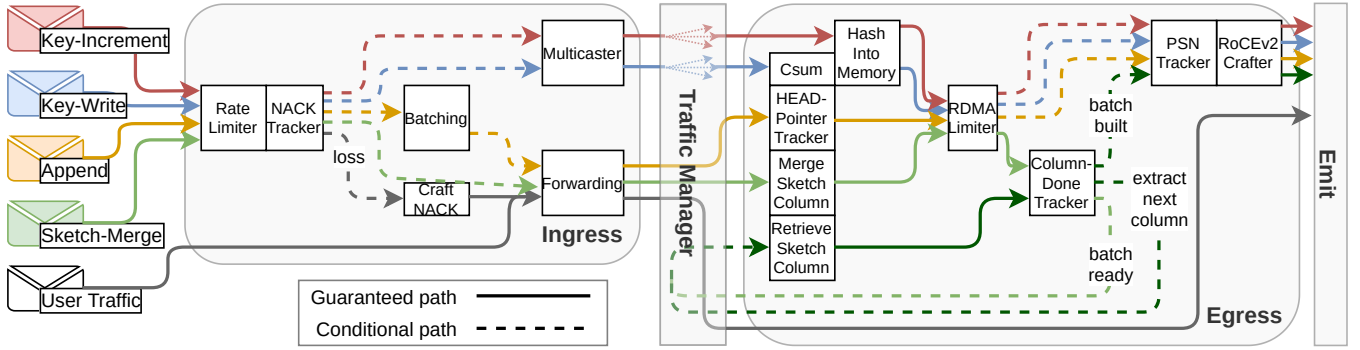 Key-Increment
Key-Write
Append
Sketch-Merge
User Traffic
Rate
Limiter
NACK
Tracker
loss
Batching
Craft
NACK
Multicaster
Forwarding
Ingress
Guaranteed path
Conditional path
Traffic Manager
Csum
HEAD-
Pointer
Tracker
Merge
Sketch
Column
Retrieve
Sketch
Column
Hash
Into
Memory
RDMA
Limiter
Column-
Done
Tracker
batch
built
extract
next
column
batch
ready
PSN
Tracker
RoCEv2
Crafter
Egress
Emit